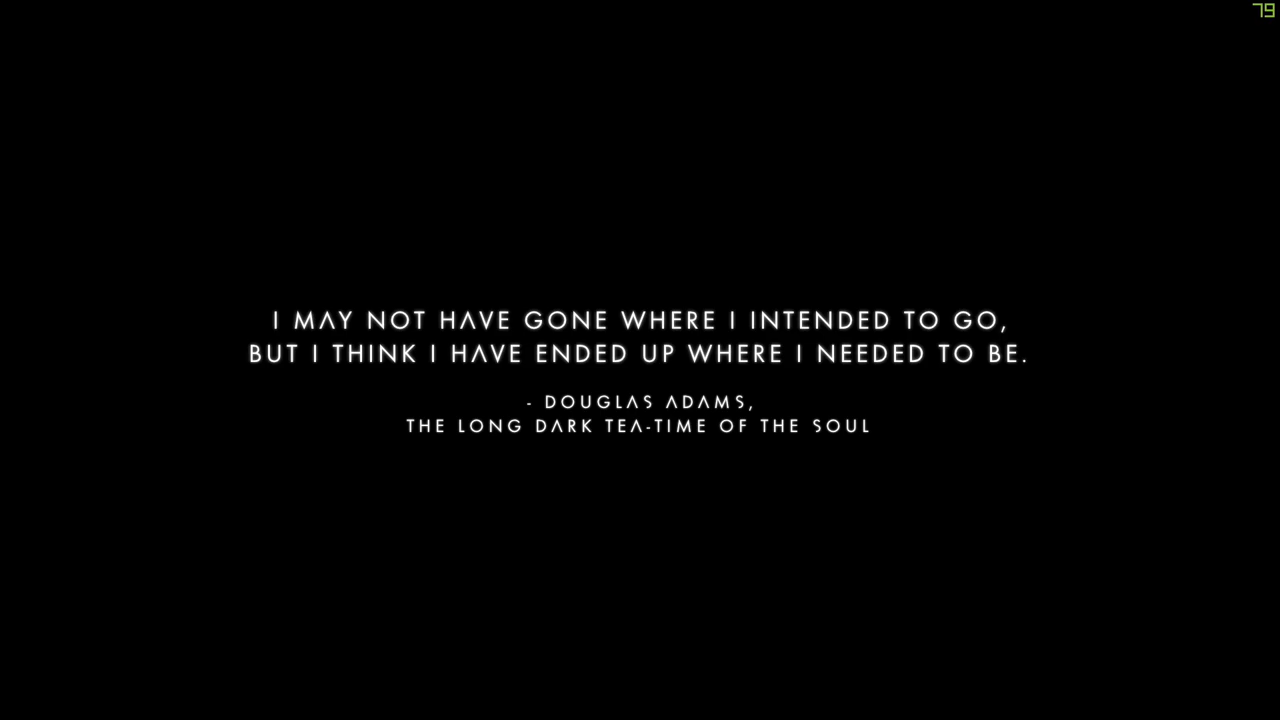 79
I MAY NOT HAVE GONE WHERE I INTENDED TO GO,
BUT I THINK I HAVE ENDED UP WHERE I NEEDED TO BE.
- DOUGLAS ADAMS,
THE LONG DARK TEA-TIME OF THE SOUL